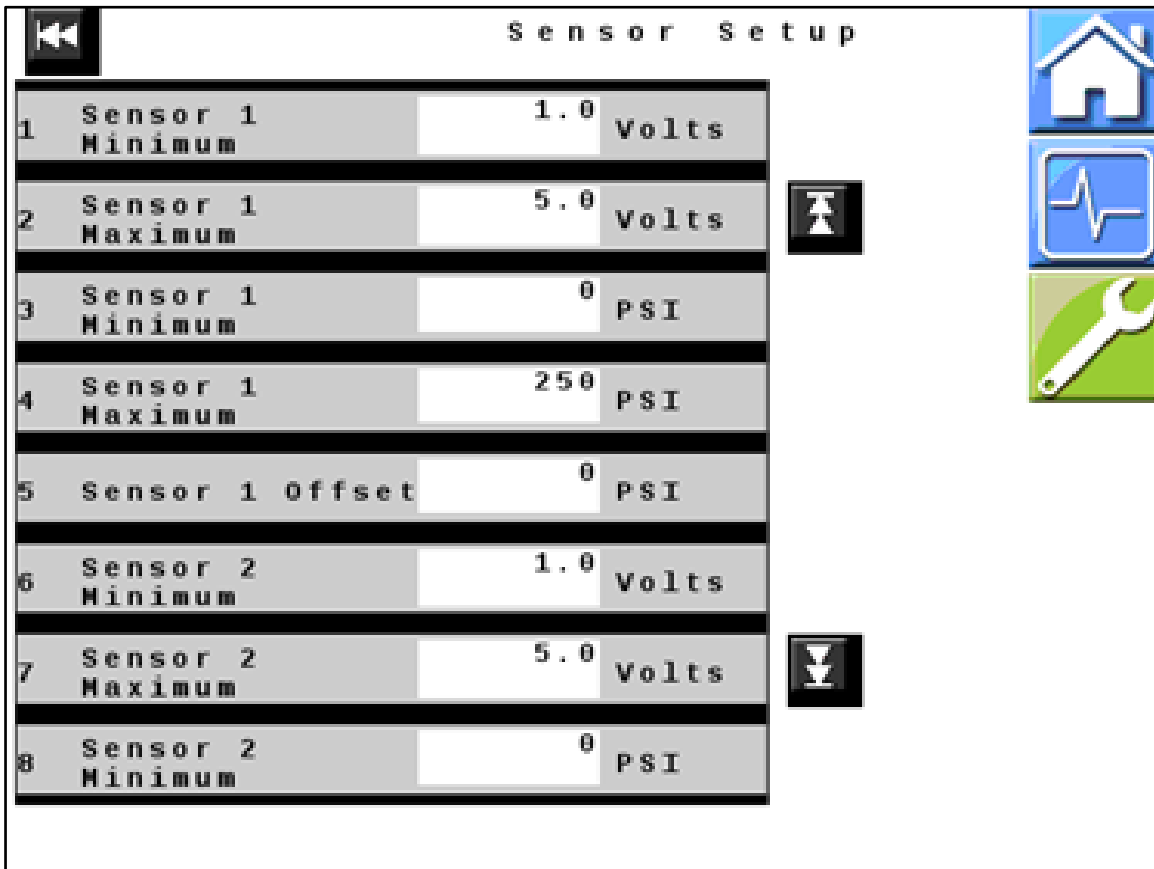 Sensor Setup
1 Sensor 1 Minimum 1.0 Volts
2 Sensor 1 Maximum 5.0 Volts
3 Sensor 1 Minimum 0 PSI
4 Sensor 1 Maximum 250 PSI
5 Sensor 1 Offset 0 PSI
6 Sensor 2 Minimum 1.0 Volts
7 Sensor 2 Maximum 5.0 Volts
8 Sensor 2 Minimum 0 PSI